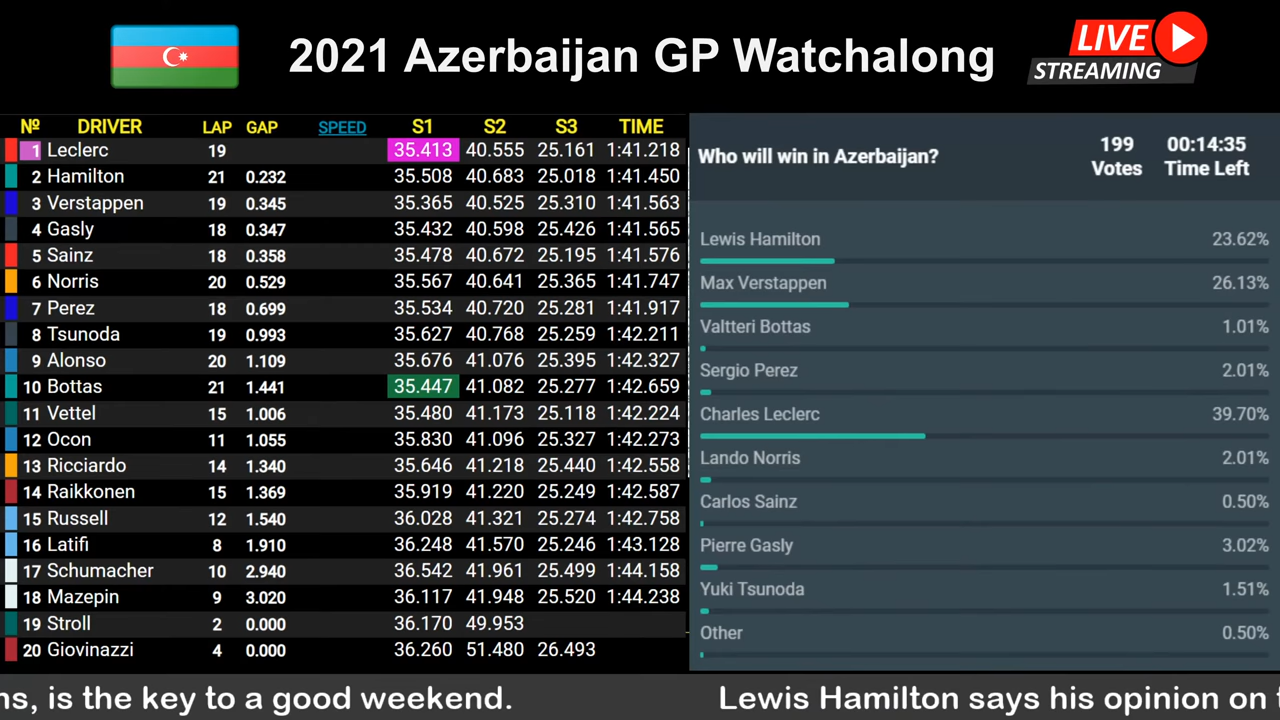 2021 Azerbaijan GP Watchalong
LIVE
STREAMING
Nº DRIVER LAP GAP SPEED S1 S2 S3 TIME
1 Leclerc 19 35.413 40.555 25.161 1:41.218
2 Hamilton 21 0.232 35.508 40.683 25.018 1:41.450
3 Verstappen 19 0.345 35.365 40.525 25.310 1:41.563
4 Gasly 18 0.347 35.432 40.598 25.426 1:41.565
5 Sainz 18 0.358 35.478 40.672 25.195 1:41.576
6 Norris 20 0.529 35.567 40.641 25.365 1:41.747
7 Perez 18 0.699 35.534 40.720 25.281 1:41.917
8 Tsunoda 19 0.993 35.627 40.768 25.259 1:42.211
9 Alonso 20 1.109 35.676 41.076 25.395 1:42.327
10 Bottas 21 1.441 35.447 41.082 25.277 1:42.659
11 Vettel 15 1.006 35.480 41.173 25.118 1:42.224
12 Ocon 11 1.055 35.830 41.096 25.327 1:42.273
13 Ricciardo 14 1.340 35.646 41.218 25.440 1:42.558
14 Raikkonen 15 1.369 35.919 41.220 25.249 1:42.587
15 Russell 12 1.540 36.028 41.321 25.274 1:42.758
16 Latifi 8 1.910 36.248 41.570 25.246 1:43.128
17 Schumacher 10 2.940 36.542 41.961 25.499 1:44.158
18 Mazepin 9 3.020 36.117 41.948 25.520 1:44.238
19 Stroll 2 0.000 36.170 49.953
20 Giovinazzi 4 0.000 36.260 51.480 26.493
Who will win in Azerbaijan?
199 00:14:35
Votes Time Left
Lewis Hamilton 23.62%
Max Verstappen 26.13%
Valtteri Bottas 1.01%
Sergio Perez 2.01%
Charles Leclerc 39.70%
Lando Norris 2.01%
Carlos Sainz 0.50%
Pierre Gasly 3.02%
Yuki Tsunoda 1.51%
Other 0.50%
is the key to a good weekend. Lewis Hamilton says his opinion on